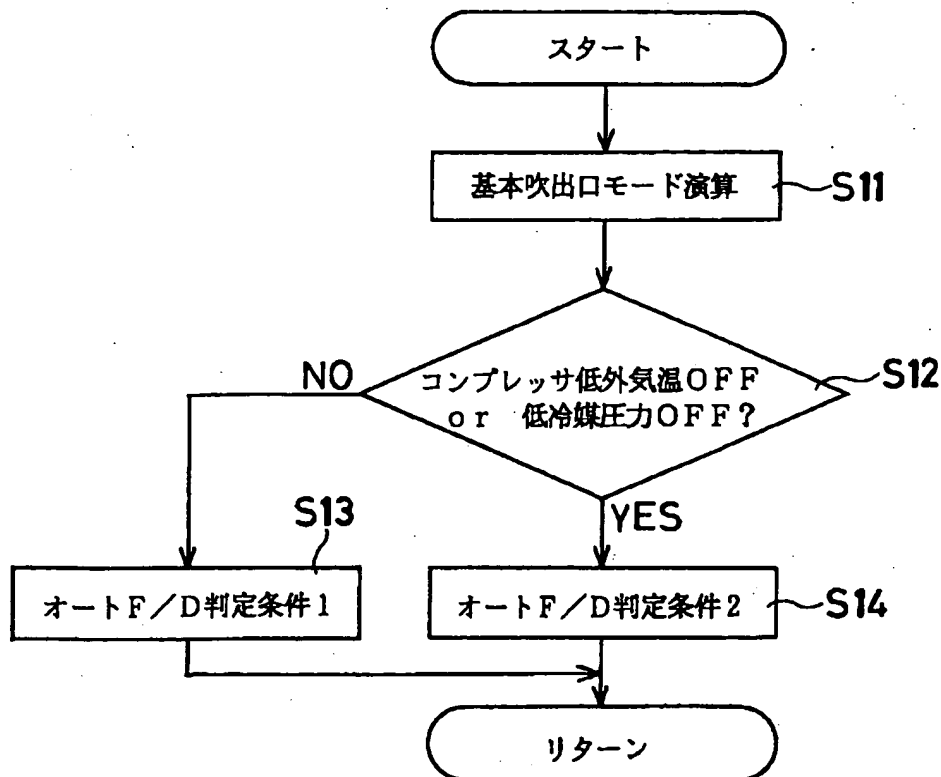 スタート
基本吹出口モード演算
S11
コンプレッサ低外気温OFF
or 低冷媒圧力OFF?
S12
NO
YES
S13
オートF/D判定条件1
オートF/D判定条件2
S14
リターン